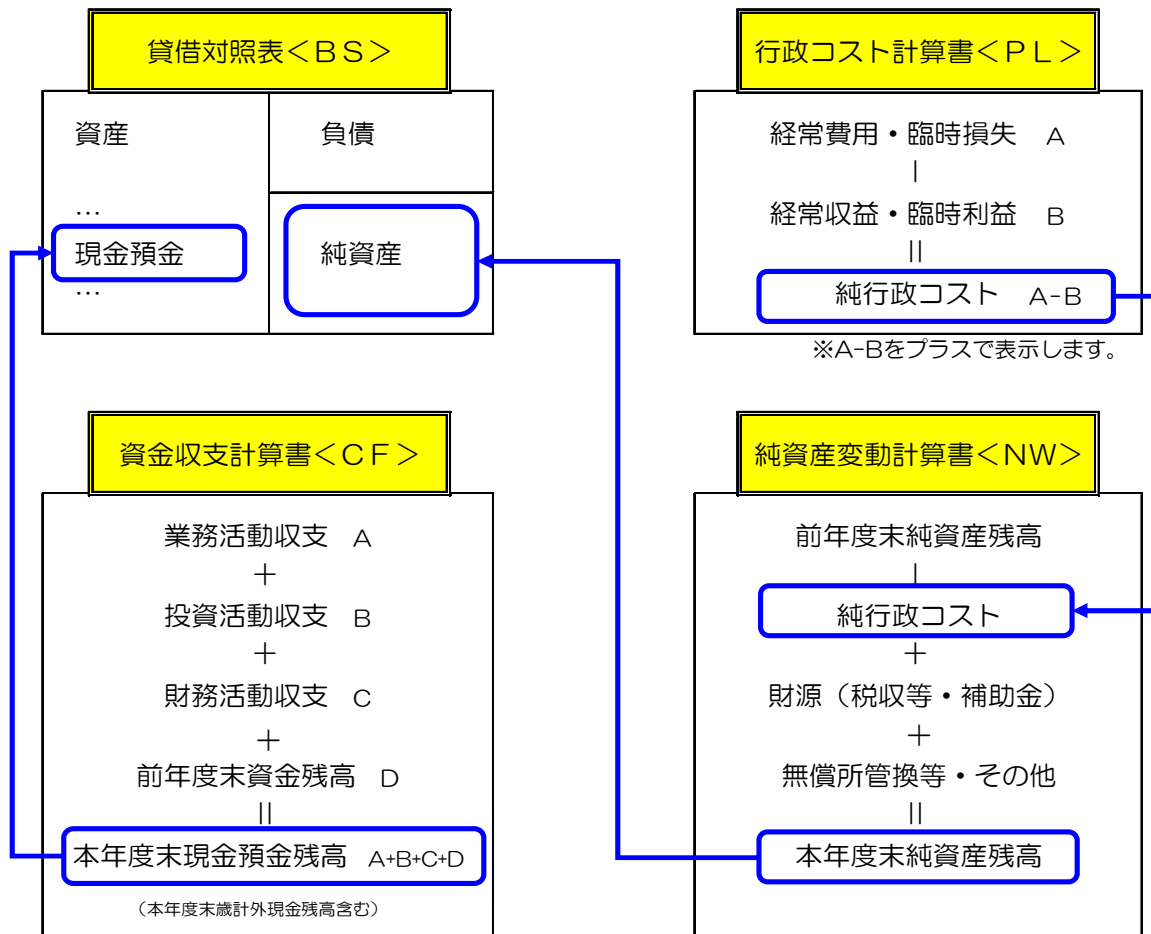 貸借対照表＜ＢＳ＞
資産
負債
…
現金預金
純資産
…
行政コスト計算書＜ＰＬ＞
経常費用・臨時損失　A
－
経常収益・臨時利益　B
＝
純行政コスト　A-B
※A-Bをプラスで表示します。
資金収支計算書＜ＣＦ＞
業務活動収支　A
＋
投資活動収支　B
＋
財務活動収支　C
＋
前年度末資金残高　D
＝
本年度末現金預金残高　A+B+C+D
（本年度末歳計外現金残高含む）
純資産変動計算書＜ＮＷ＞
前年度末純資産残高
－
純行政コスト
＋
財源（税収等・補助金）
＋
無償所管換等・その他
＝
本年度末純資産残高